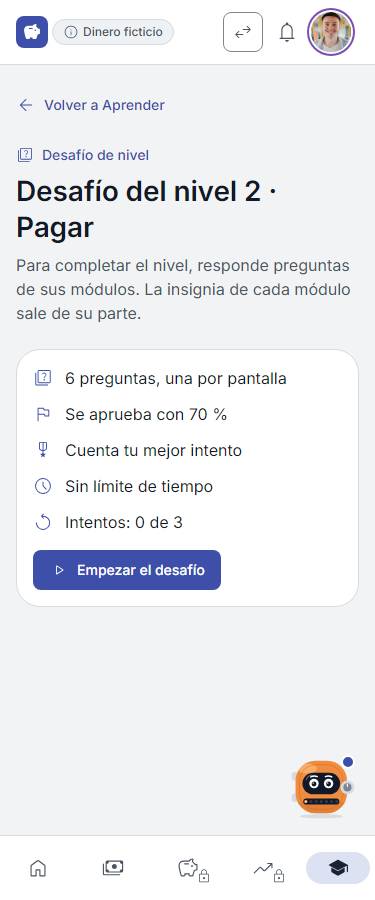 Dinero ficticio
Volver a Aprender
Desafío de nivel
Desafío del nivel 2 ·
Pagar
Para completar el nivel, responde preguntas
de sus módulos. La insignia de cada módulo
sale de su parte.
6 preguntas, una por pantalla
Se aprueba con 70 %
Cuenta tu mejor intento
Sin límite de tiempo
Intentos: 0 de 3
Empezar el desafío